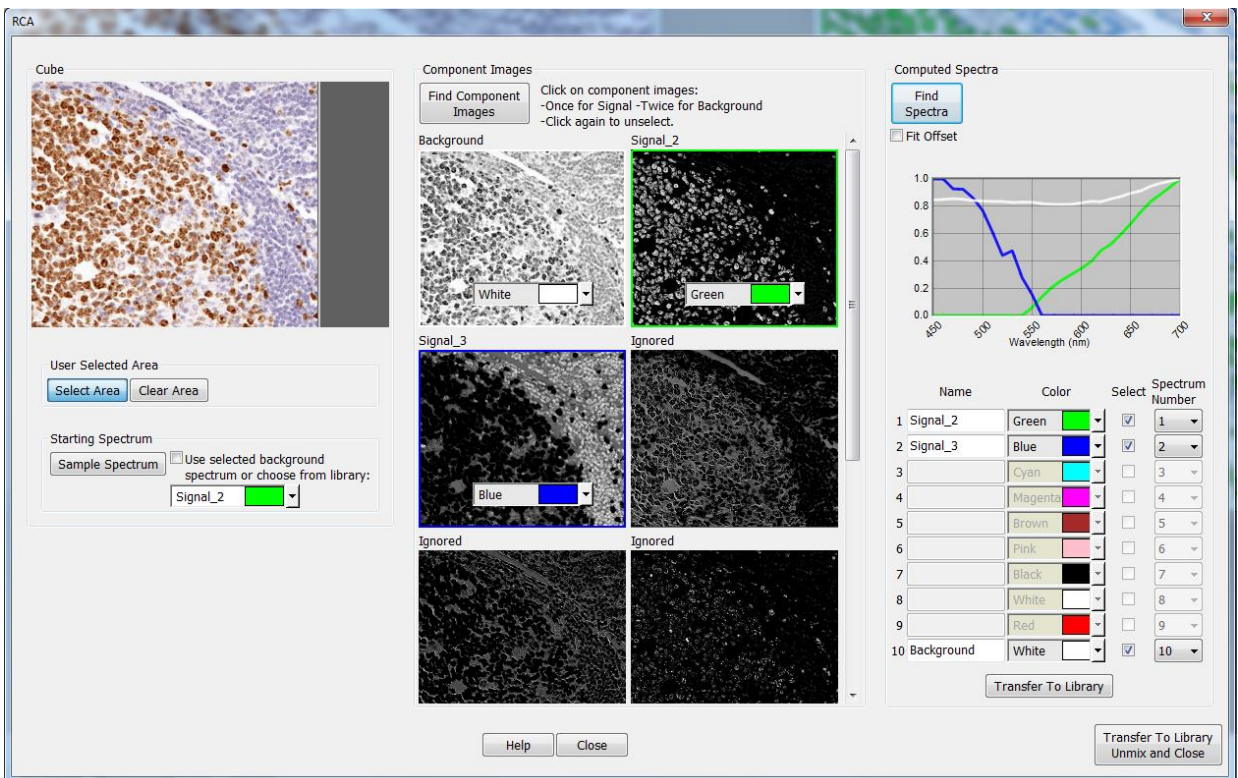 RCA
Cube
User Selected Area
Select Area Clear Area
Starting Spectrum
Sample Spectrum
Use selected background
spectrum or choose from library:
Signal_2
Component Images
Find Component
Images
Click on component images:
-Once for Signal -Twice for Background
-Click again to unselect.
Background Signal_2
White Green
Signal_3 Ignored
Blue
Ignored Ignored
Computed Spectra
Find
Spectra
Fit Offset
1.0
0.8
0.6
0.4
0.2
0.0
450 500 550 600 650 700
Wavelength (nm)
Name Color Select Spectrum
Number
1 Signal_2 Green 1
2 Signal_3 Blue 2
3 Cyan 3
4 Magenta 4
5 Brown 5
6 Pink 6
7 Black 7
8 White 8
9 Red 9
10 Background White 10
Transfer To Library
Help Close
Transfer To Library
Unmix and Close